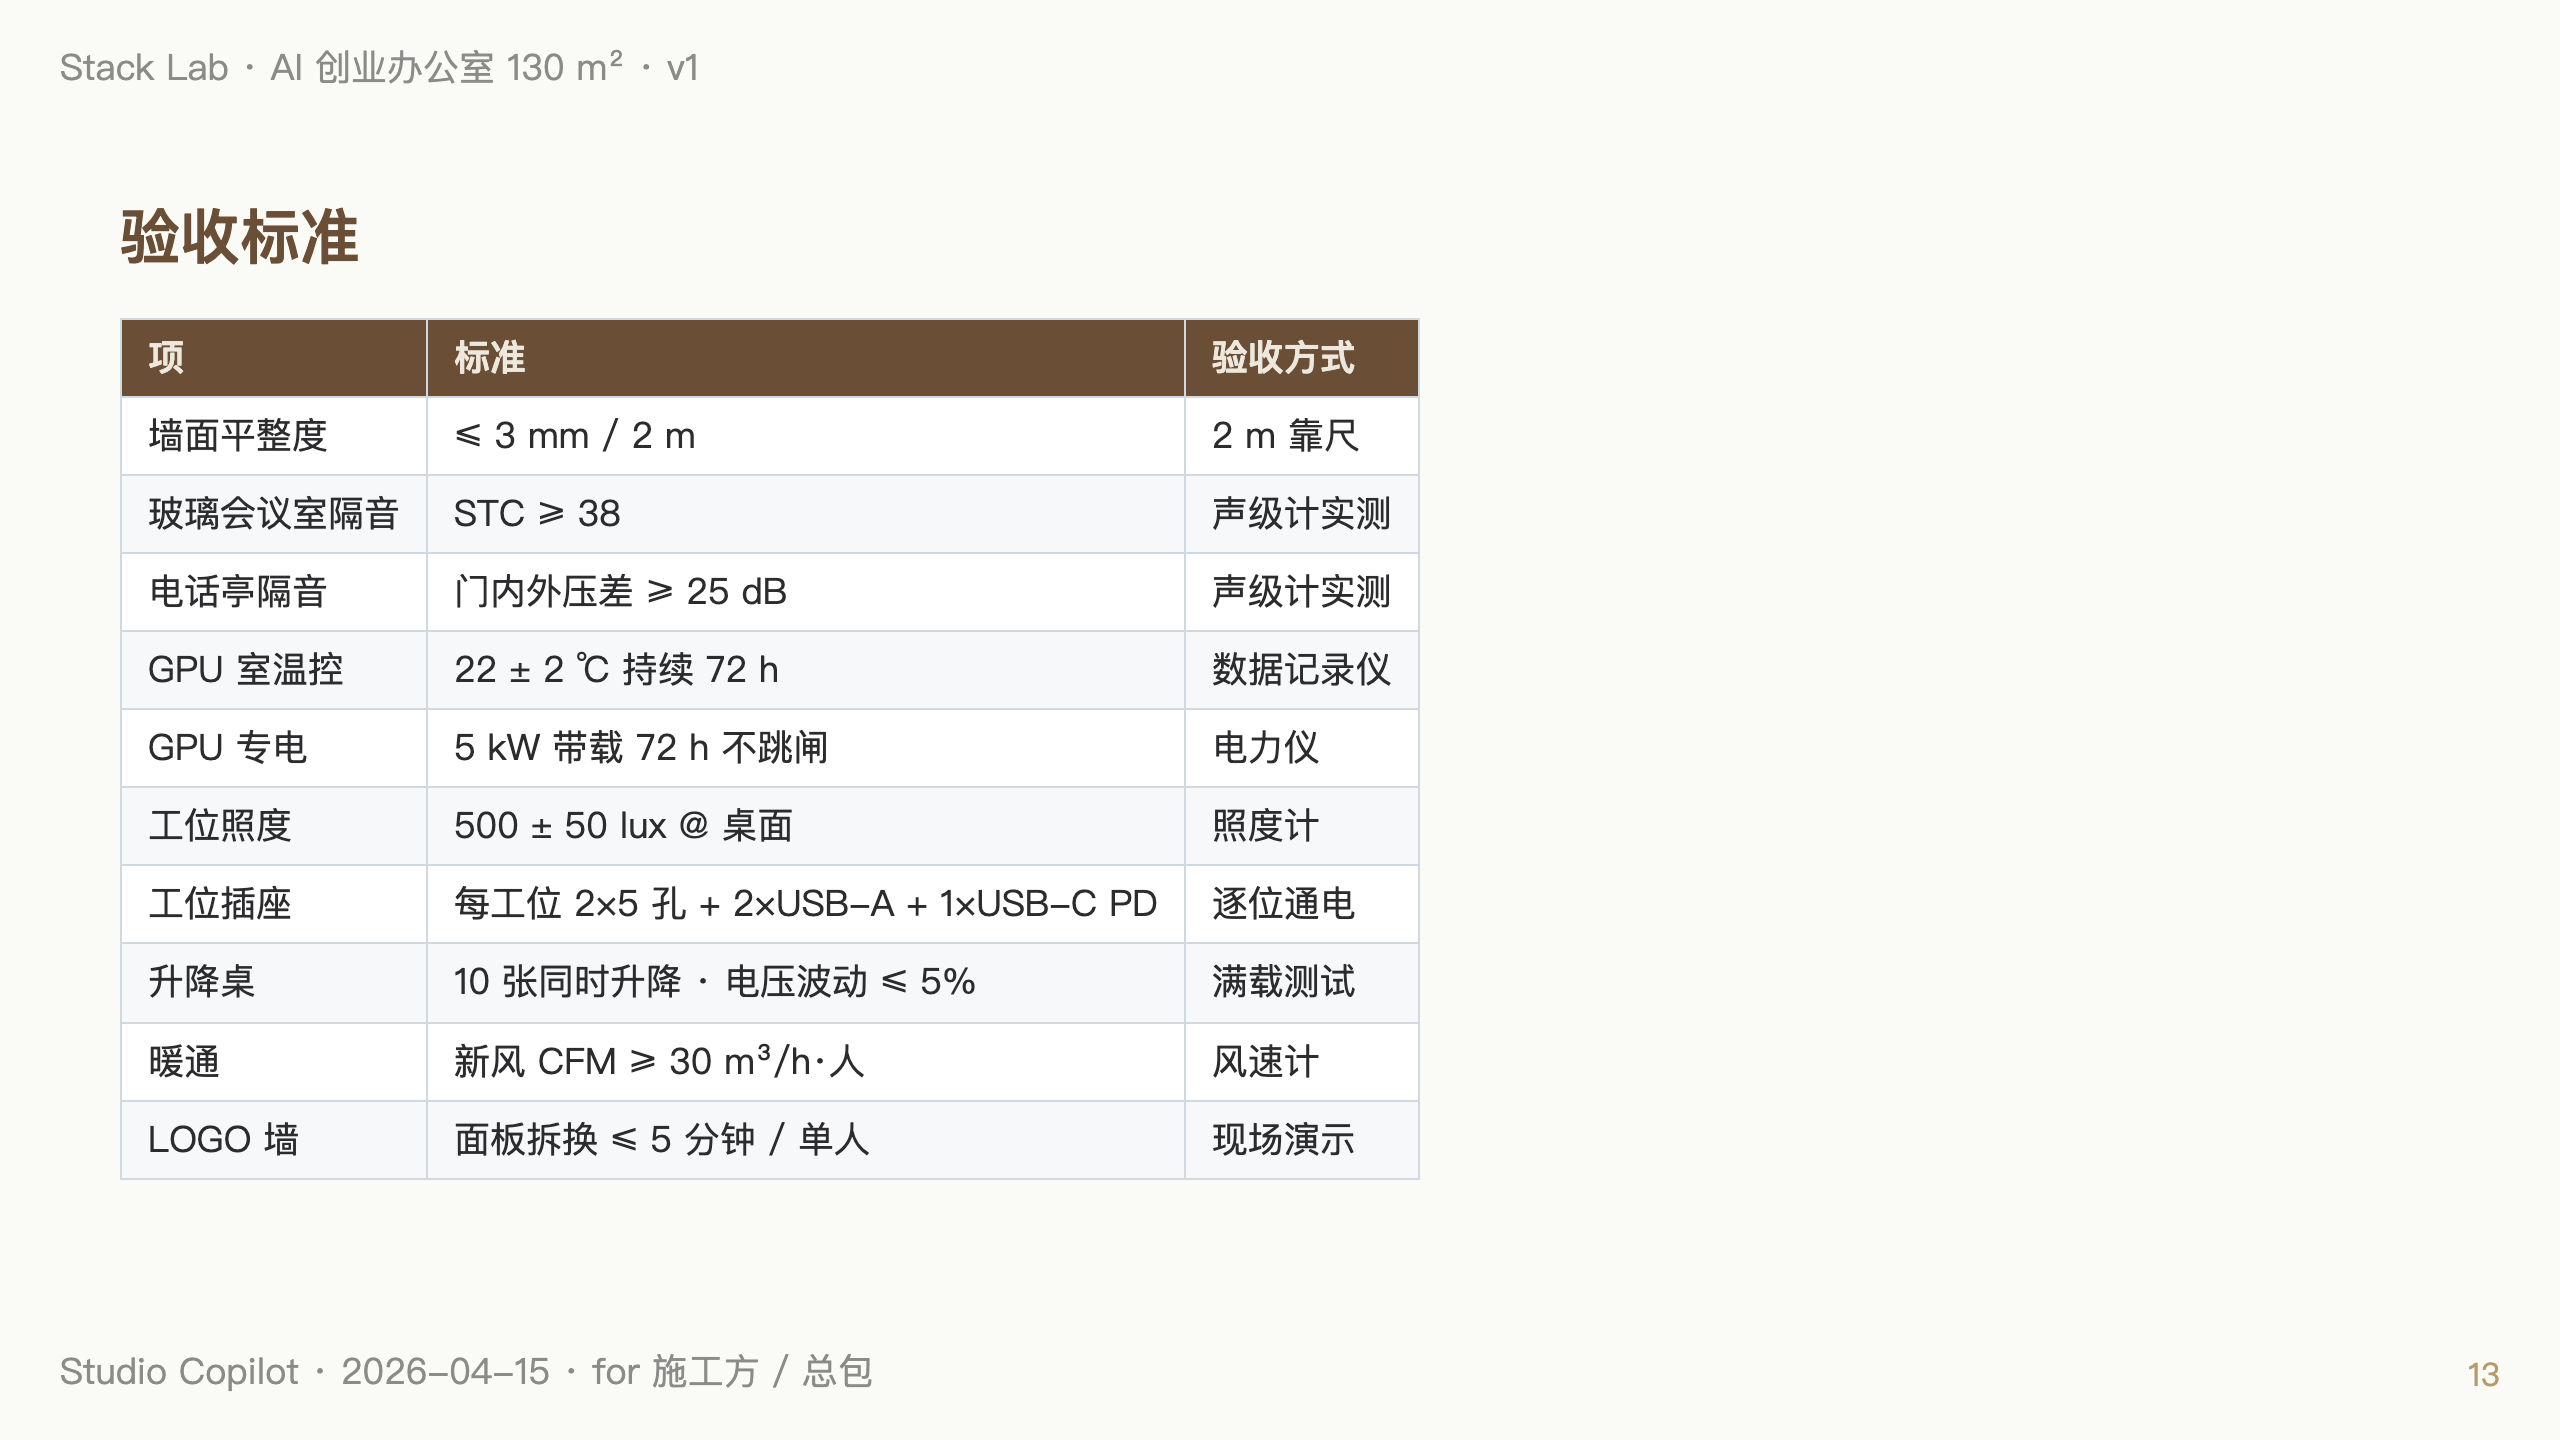 Stack Lab · AI 创业办公室 130 m² · v1
验收标准
项 标准 验收方式
墙面平整度 ≤ 3 mm / 2 m 2 m 靠尺
玻璃会议室隔音 STC ≥ 38 声级计实测
电话亭隔音 门内外压差 ≥ 25 dB 声级计实测
GPU 室温控 22 ± 2 ℃ 持续 72 h 数据记录仪
GPU 专电 5 kW 带载 72 h 不跳闸 电力仪
工位照度 500 ± 50 lux @ 桌面 照度计
工位插座 每工位 2×5 孔 + 2×USB-A + 1×USB-C PD 逐位通电
升降桌 10 张同时升降 · 电压波动 ≤ 5% 满载测试
暖通 新风 CFM ≥ 30 m³/h·人 风速计
LOGO 墙 面板拆换 ≤ 5 分钟 / 单人 现场演示
Studio Copilot · 2026-04-15 · for 施工方 / 总包
13